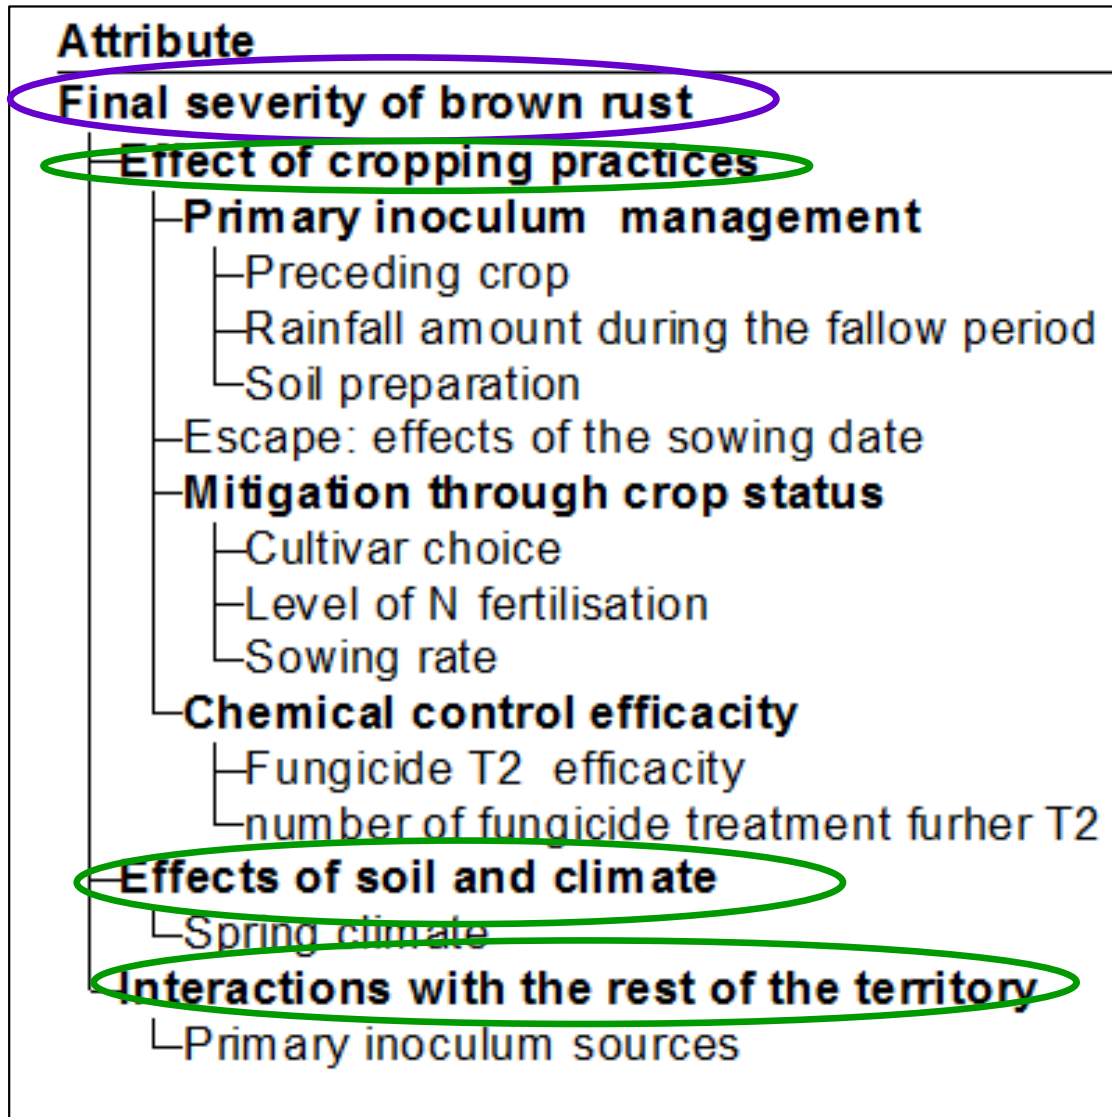 Attribute
Final severity of brown rust
Effect of cropping practices
Primary inoculum management
Preceding crop
Rainfall amount during the fallow period
Soil preparation
Escape: effects of the sowing date
Mitigation through crop status
Cultivar choice
Level of N fertilisation
Sowing rate
Chemical control efficacity
Fungicide T2 efficacity
number of fungicide treatment furher T2
Effects of soil and climate
Spring climate
Interactions with the rest of the territory
Primary inoculum sources